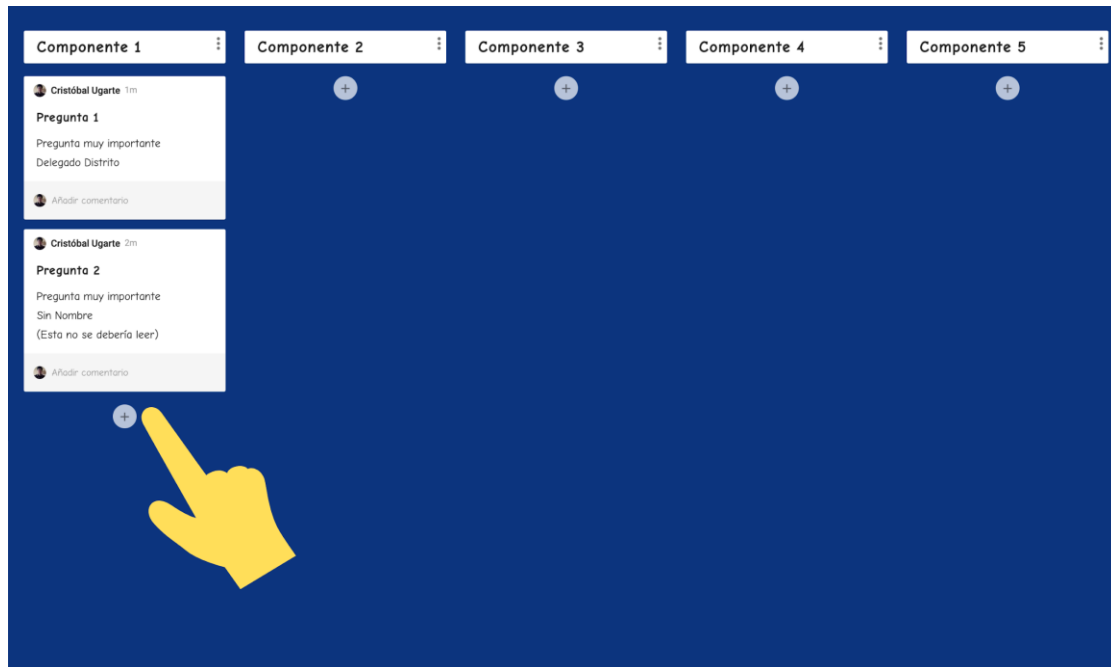 Componente 1
Componente 2
Componente 3
Componente 4
Componente 5
Cristóbal Ugarte 1m
Pregunta 1
Pregunta muy importante
Delegado Distrito
Añadir comentario
Cristóbal Ugarte 2m
Pregunta 2
Pregunta muy importante
Sin Nombre
(Esta no se debería leer)
Añadir comentario